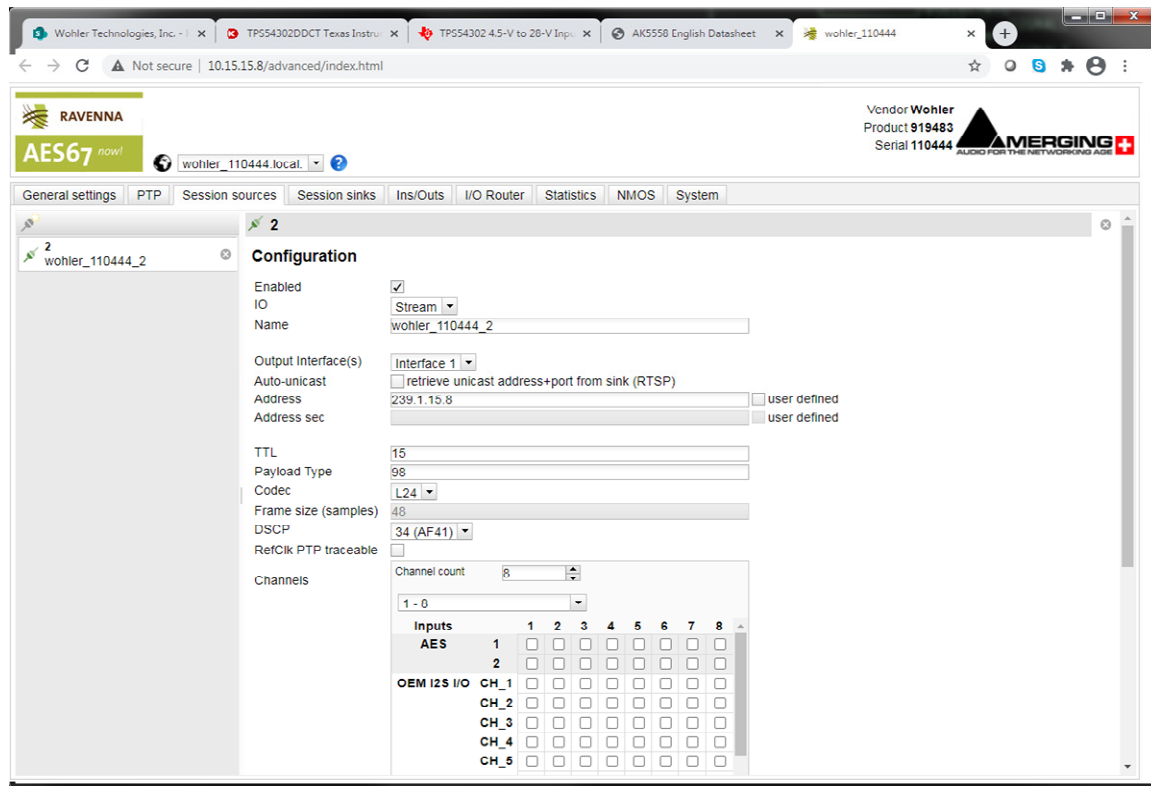 Wohler Technologies, Inc. - 
TPS54302DDCT Texas Instru
TPS54302 4.5-V to 28-V Inpu
AK5558 English Datasheet
wohler_110444
Not secure | 10.15.15.8/advanced/index.html
RAVENNA
AES67 now!
wohler_110444.local.
Vendor Wohler
Product 919483
Serial 110444
MERGING
AUDIO FOR THE NETWORKING AGE
General settings PTP Session sources Session sinks Ins/Outs I/O Router Statistics NMOS System
2
wohler_110444_2
2
Configuration
Enabled
IO Stream
Name wohler_110444_2
Output Interface(s) Interface 1
Auto-unicast retrieve unicast address+port from sink (RTSP)
Address 239.1.15.8 user defined
Address sec user defined
TTL 15
Payload Type 98
Codec L24
Frame size (samples) 48
DSCP 34 (AF41)
RefClk PTP traceable
Channels Channel count 8
1 - 8
Inputs 1 2 3 4 5 6 7 8
AES 1
2
OEM I2S I/O CH_1
CH_2
CH_3
CH_4
CH_5